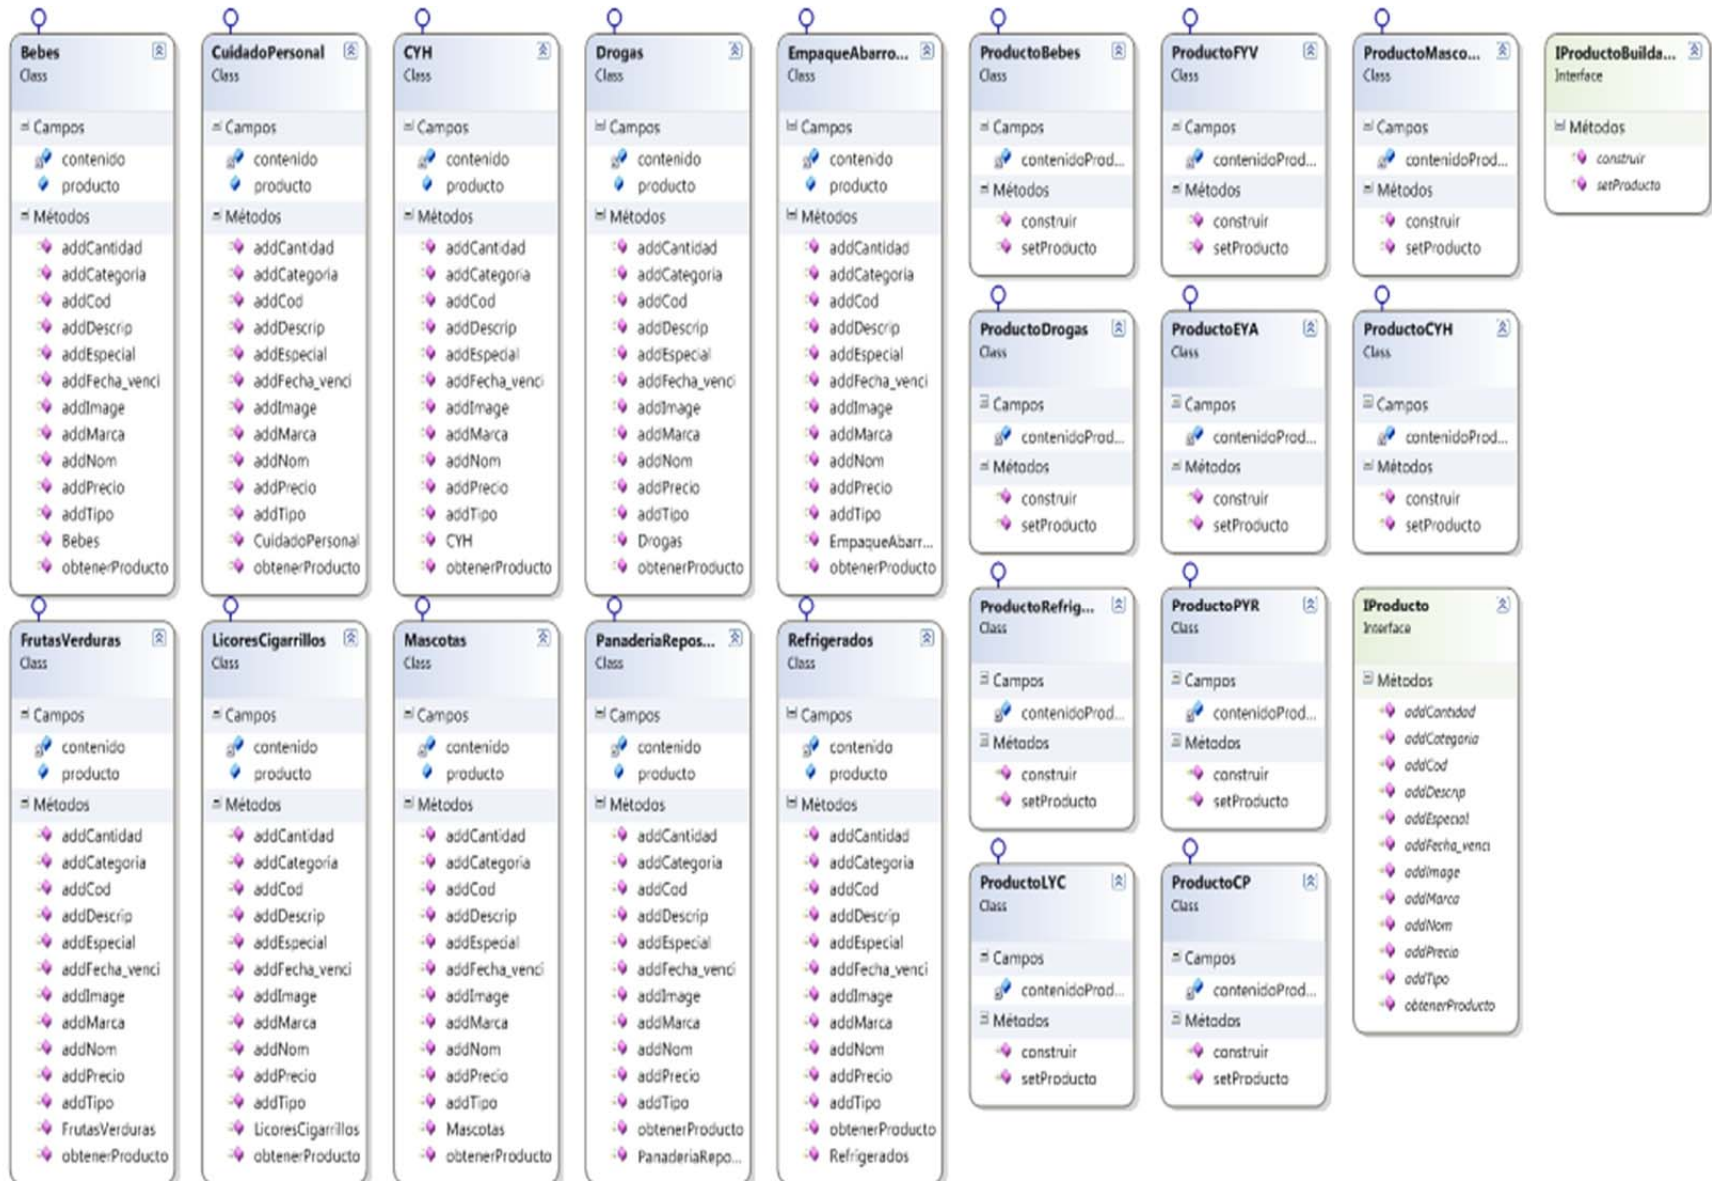 Bebes
Class
Campos
contenido
producto
Métodos
addCantidad
addCategoria
addCod
addDescrip
addEspecial
addFecha_venci
addImage
addMarca
addNom
addPrecio
addTipo
Bebes
obtenerProducto
CuidadoPersonal
Class
Campos
contenido
producto
Métodos
addCantidad
addCategoria
addCod
addDescrip
addEspecial
addFecha_venci
addImage
addMarca
addNom
addPrecio
addTipo
CuidadoPersonal
obtenerProducto
CYH
Class
Campos
contenido
producto
Métodos
addCantidad
addCategoria
addCod
addDescrip
addEspecial
addFecha_venci
addImage
addMarca
addNom
addPrecio
addTipo
CYH
obtenerProducto
Drogas
Class
Campos
contenido
producto
Métodos
addCantidad
addCategoria
addCod
addDescrip
addEspecial
addFecha_venci
addImage
addMarca
addNom
addPrecio
addTipo
Drogas
obtenerProducto
EmpaqueAbarro...
Class
Campos
contenido
producto
Métodos
addCantidad
addCategoria
addCod
addDescrip
addEspecial
addFecha_venci
addImage
addMarca
addNom
addPrecio
addTipo
EmpaqueAbarr...
obtenerProducto
ProductoBebes
Class
Campos
contenidoProd...
Métodos
construir
setProducto
ProductoFYV
Class
Campos
contenidoProd...
Métodos
construir
setProducto
ProductoMasco...
Class
Campos
contenidoProd...
Métodos
construir
setProducto
IProductoBuilda...
Interface
Métodos
construir
setProducto
ProductoDrogas
Class
Campos
contenidoProd...
Métodos
construir
setProducto
ProductoEYA
Class
Campos
contenidoProd...
Métodos
construir
setProducto
ProductoCYH
Class
Campos
contenidoProd...
Métodos
construir
setProducto
FrutasVerduras
Class
Campos
contenido
producto
Métodos
addCantidad
addCategoria
addCod
addDescrip
addEspecial
addFecha_venci
addImage
addMarca
addNom
addPrecio
addTipo
FrutasVerduras
obtenerProducto
LicoresCigarrillos
Class
Campos
contenido
producto
Métodos
addCantidad
addCategoria
addCod
addDescrip
addEspecial
addFecha_venci
addImage
addMarca
addNom
addPrecio
addTipo
LicoresCigarrillos
obtenerProducto
Mascotas
Class
Campos
contenido
producto
Métodos
addCantidad
addCategoria
addCod
addDescrip
addEspecial
addFecha_venci
addImage
addMarca
addNom
addPrecio
addTipo
Mascotas
obtenerProducto
PanaderiaRepos...
Class
Campos
contenido
producto
Métodos
addCantidad
addCategoria
addCod
addDescrip
addEspecial
addFecha_venci
addImage
addMarca
addNom
addPrecio
addTipo
obtenerProducto
PanaderiaRepo...
Refrigerados
Class
Campos
contenido
producto
Métodos
addCantidad
addCategoria
addCod
addDescrip
addEspecial
addFecha_venci
addImage
addMarca
addNom
addPrecio
addTipo
obtenerProducto
Refrigerados
ProductoRefrig...
Class
Campos
contenidoProd...
Métodos
construir
setProducto
ProductoPYR
Class
Campos
contenidoProd...
Métodos
construir
setProducto
IProducto
Interface
Métodos
addCantidad
addCategoria
addCod
addDescrip
addEspecial
addFecha_venci
addImage
addMarca
addNom
addPrecio
addTipo
obtenerProducto
ProductoLYC
Class
Campos
contenidoProd...
Métodos
construir
setProducto
ProductoCP
Class
Campos
contenidoProd...
Métodos
construir
setProducto